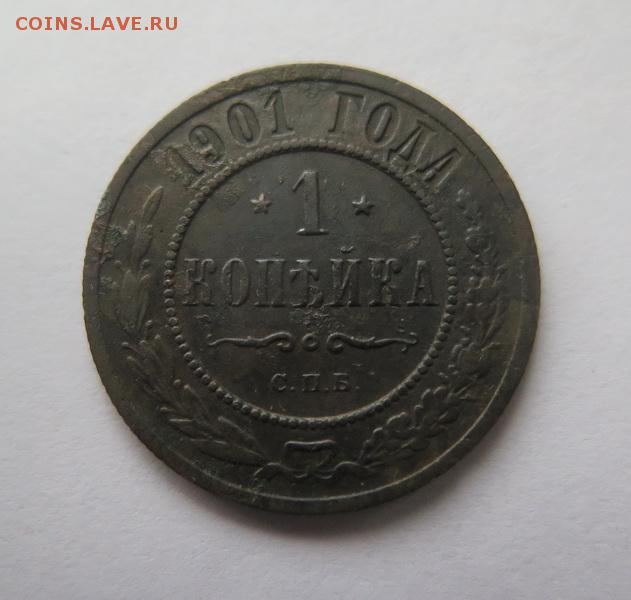 COINS.LAVE.RU
1901 ГОДА
1
КОПѢЙКА
С.П.Б.